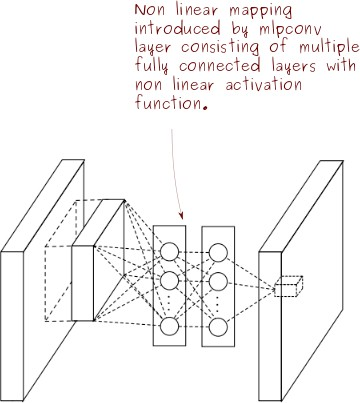 Non linear mapping
introduced by mlpconv
layer consisting of multiple
fully connected layers with
non linear activation
function.